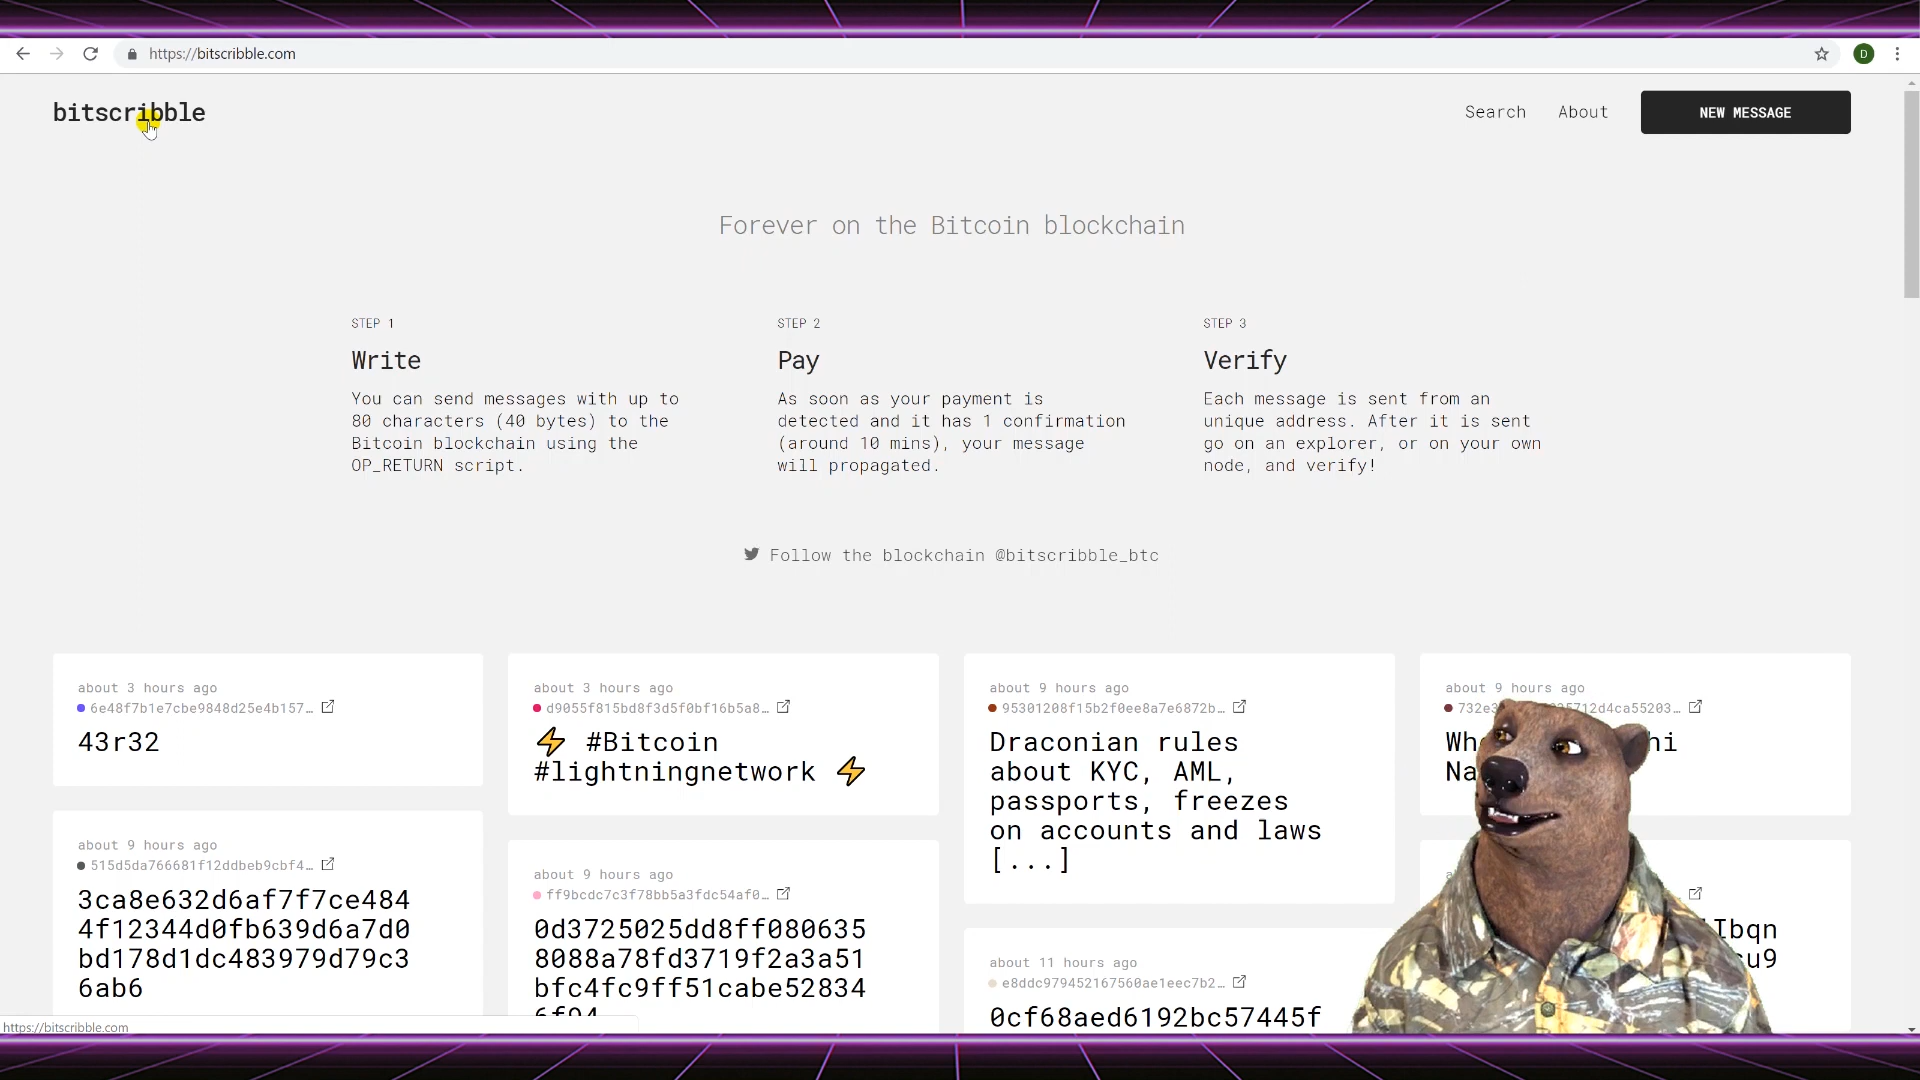 https://bitscribble.com
D
bitscribble
Search
About
NEW MESSAGE
Forever on the Bitcoin blockchain
STEP 1
Write
You can send messages with up to
80 characters (40 bytes) to the
Bitcoin blockchain using the
OP_RETURN script.
STEP 2
Pay
As soon as your payment is
detected and it has 1 confirmation
(around 10 mins), your message
will propagated.
STEP 3
Verify
Each message is sent from an
unique address. After it is sent
go on an explorer, or on your own
node, and verify!
Follow the blockchain @bitscribble_btc
about 3 hours ago
6e48f7b1e7cbe9848d25e4b157…
43r32
about 9 hours ago
515d5da766681f12ddbeb9cbf4…
3ca8e632d6af7f7ce484
4f12344d0fb639d6a7d0
bd178d1dc483979d79c3
6ab6
about 3 hours ago
d9055f815bd8f3d5f0bf16b5a8…
⚡ #Bitcoin
#lightningnetwork ⚡
about 9 hours ago
ff9bcdc7c3f78bb5a3fdc54af0…
0d3725025dd8ff080635
8088a78fd3719f2a3a51
bfc4fc9ff51cabe52834
6f94
about 9 hours ago
95301208f15b2f0ee8a7e6872b…
Draconian rules
about KYC, AML,
passports, freezes
on accounts and laws
[...]
about 11 hours ago
e8ddc979452167560ae1eec7b2…
0cf68aed6192bc57445f
about 9 hours ago
https://bitscribble.com